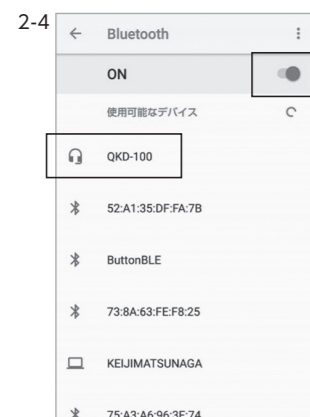 2-4
Bluetooth
ON
使用可能なデバイス
QKD-100
52:A1:35:DF:FA:7B
ButtonBLE
73:8A:63:FE:F8:25
KEIJIMATSUNAGA
75:A3:A6:96:3E:74